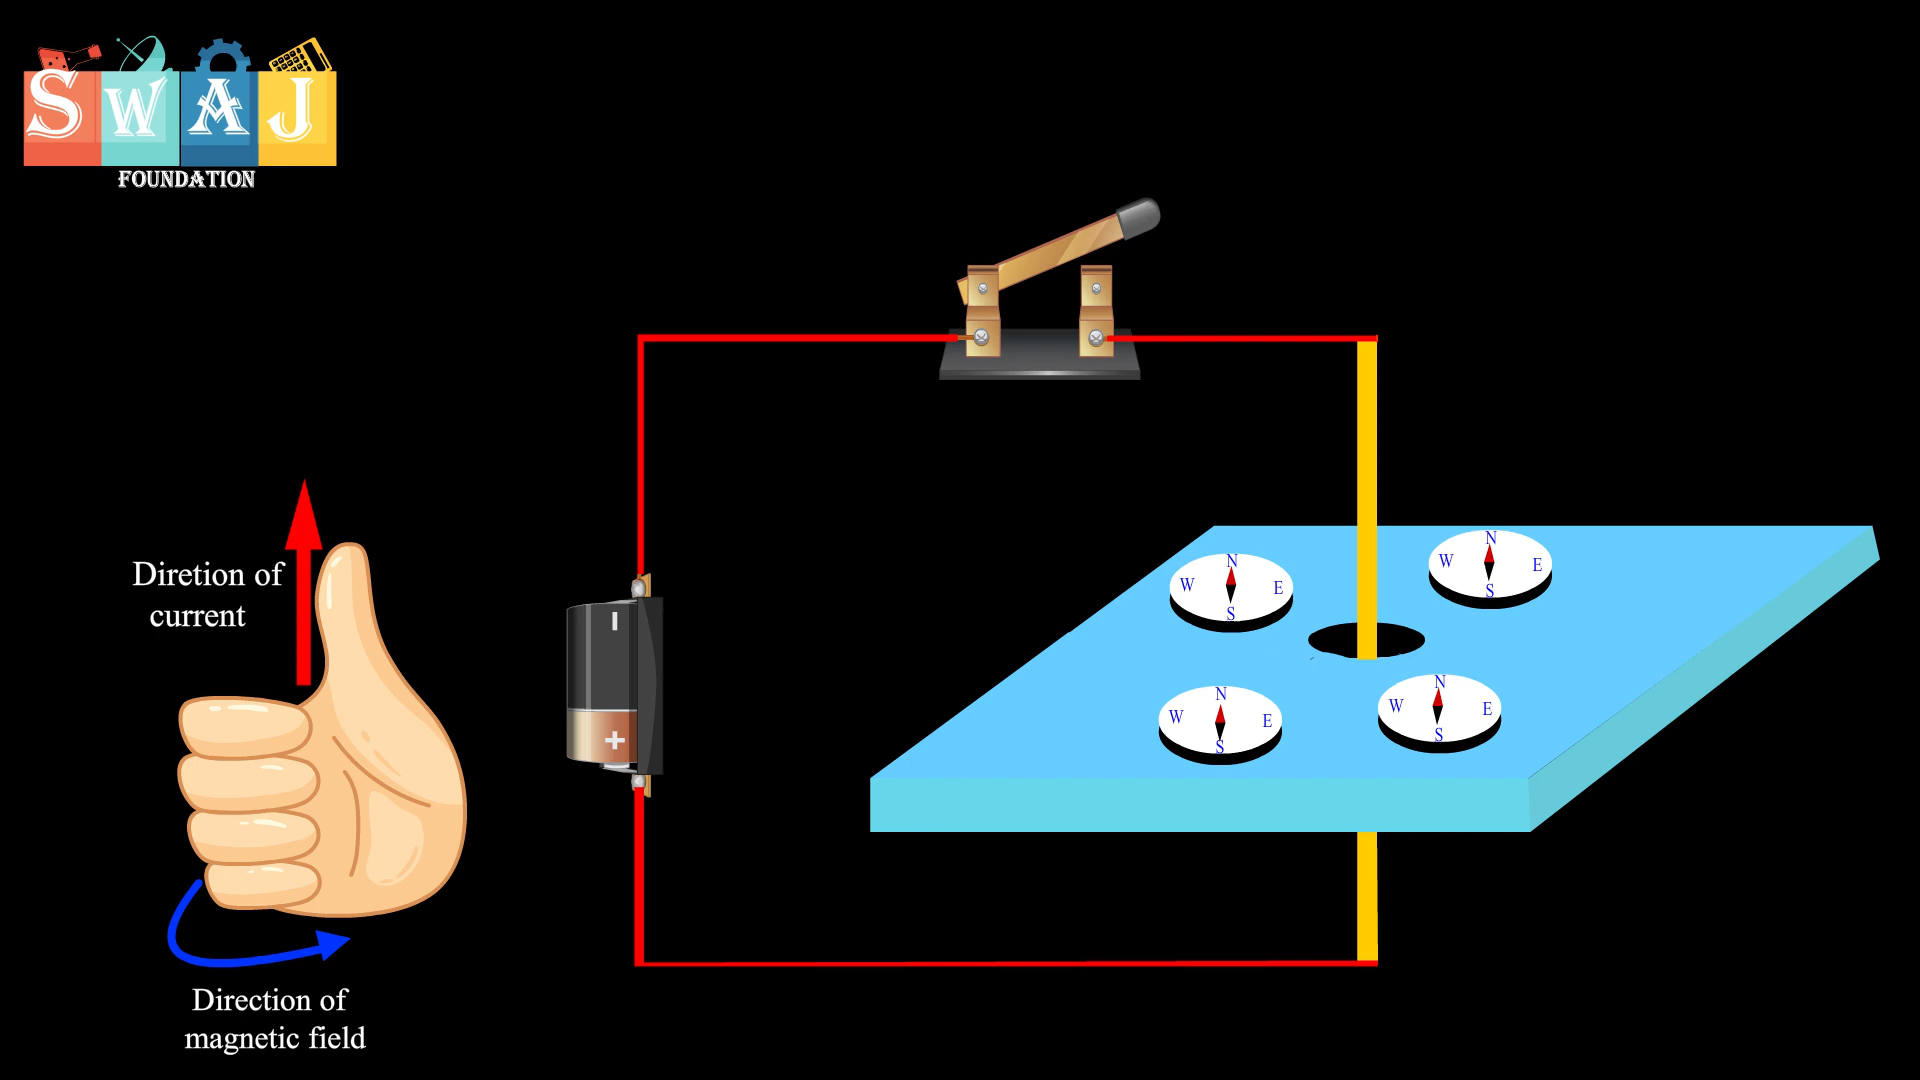 SWAJ
FOUNDATION
Diretion of
current
Direction of
magnetic field
N
W E
S
N
W E
S
N
W E
S
N
W E
S
+